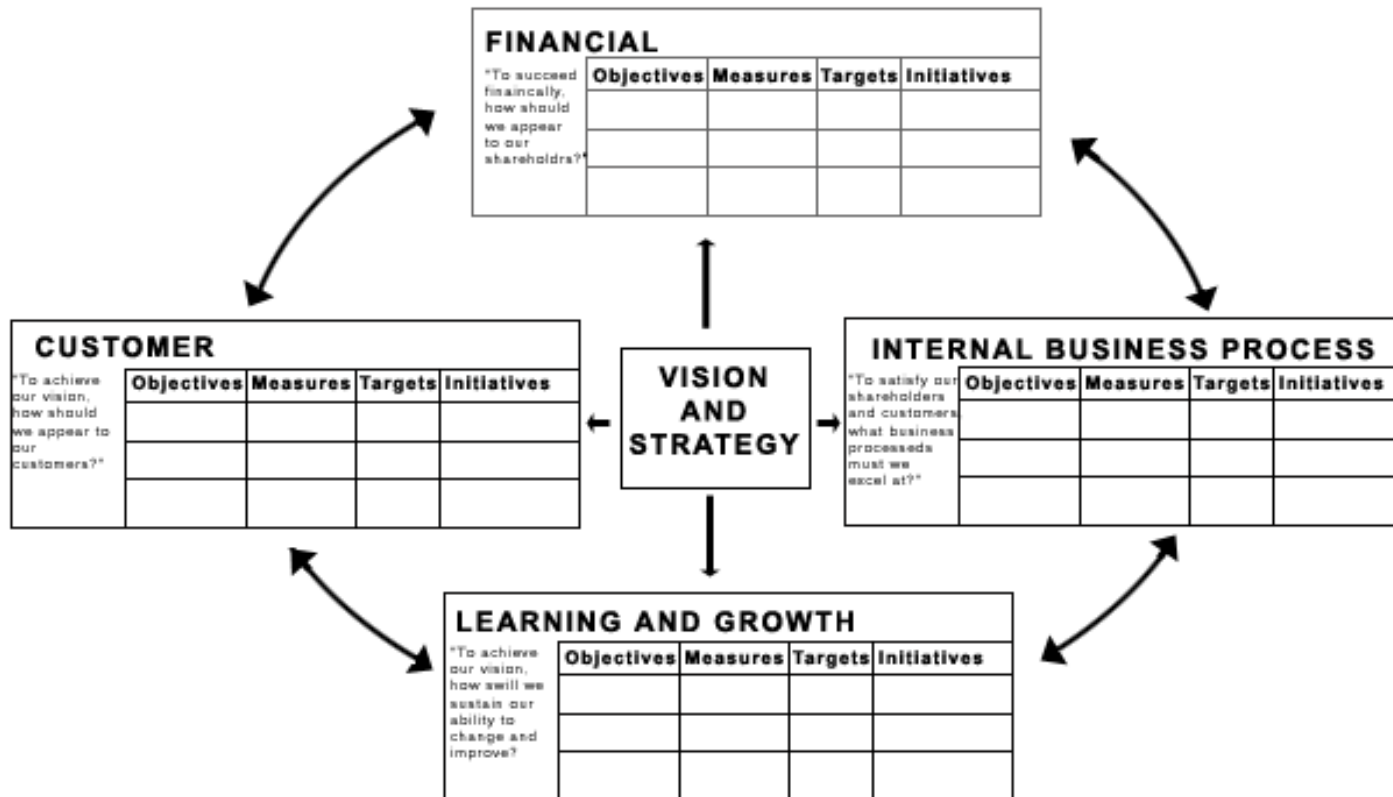 FINANCIAL
"To succeed
finaincally,
how should
we appear
to our
shareholdrs?"
Objectives Measures Targets Initiatives
CUSTOMER
"To achieve
our vision,
how should
we appear to
our
customers?"
Objectives Measures Targets Initiatives
VISION
AND
STRATEGY
INTERNAL BUSINESS PROCESS
"To satisfy our
shareholders
and customers,
what business
processeds
must we
excel at?"
Objectives Measures Targets Initiatives
LEARNING AND GROWTH
"To achieve
our vision,
how swill we
sustain our
ability to
change and
improve?
Objectives Measures Targets Initiatives